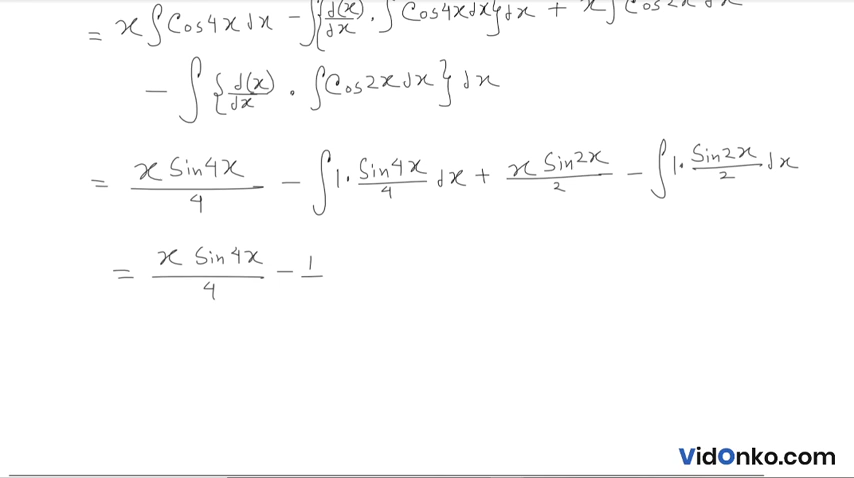 = x ∫ Cos4x dx − ∫{d(x)/dx · ∫ Cos4x dx} dx + x ∫ Cos2x dx
− ∫ {d(x)/dx · ∫ Cos2x dx} dx
= x Sin4x/4 − ∫ 1. Sin4x/4 dx + x Sin2x/2 − ∫ 1. Sin2x/2 dx
= x Sin4x/4 − 1/
VidOnko.com